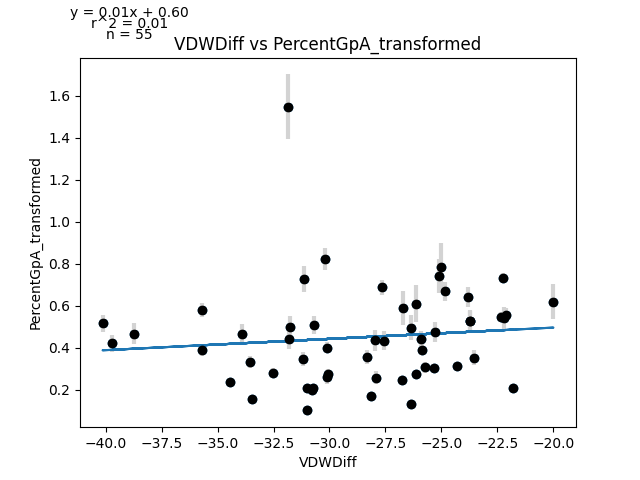 y = 0.01x + 0.60
r^2 = 0.01
n = 55
VDWDiff vs PercentGpA_transformed
1.6
1.4
1.2
1.0
0.8
0.6
0.4
0.2
PercentGpA_transformed
−40.0 −37.5 −35.0 −32.5 −30.0 −27.5 −25.0 −22.5 −20.0
VDWDiff